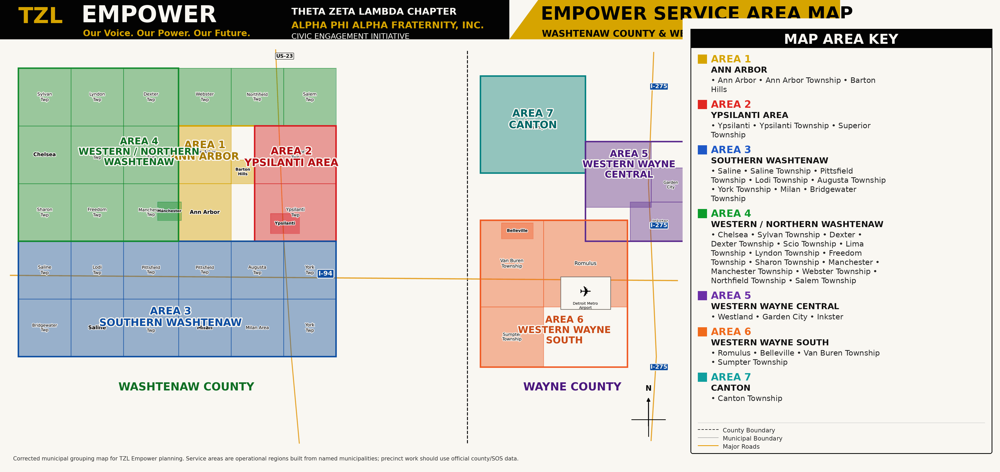 TZL
EMPOWER
Our Voice. Our Power. Our Future.
THETA ZETA LAMBDA CHAPTER
ALPHA PHI ALPHA FRATERNITY, INC.
CIVIC ENGAGEMENT INITIATIVE
EMPOWER SERVICE AREA MAP
WASHTENAW COUNTY & WE
US-23
Sylvan
Twp
Lyndon
Twp
Dexter
Twp
Webster
Twp
Northfield
Twp
Salem
Twp
Chelsea
Twp
AREA 4
WESTERN / NORTHERN
WASHTENAW
AREA 1
ANN ARBOR
Barton
Hills
AREA 2
YPSILANTI AREA
Sharon
Twp
Freedom
Twp
Twp
Manchester
Ann Arbor
Ypsilanti
Twp
Ypsilanti
Saline
Twp
Lodi
Twp
Pittsfield
Twp
Pittsfield
Twp
Augusta
Twp
York
Twp
I-94
AREA 3
SOUTHERN WASHTENAW
Bridgewater
Twp
Saline
Twp
Milan
Milan Area
York
Twp
WASHTENAW COUNTY
AREA 7
CANTON
I-275
AREA 5
WESTERN WAYNE
CENTRAL
Garden
City
Inkster
I-275
Belleville
Van Buren
Township
Romulus
Detroit Metro
Airport
AREA 6
WESTERN WAYNE
SOUTH
Sumpter
Township
I-275
WAYNE COUNTY
N
MAP AREA KEY
AREA 1
ANN ARBOR
• Ann Arbor • Ann Arbor Township • Barton
Hills
AREA 2
YPSILANTI AREA
• Ypsilanti • Ypsilanti Township • Superior
Township
AREA 3
SOUTHERN WASHTENAW
• Saline • Saline Township • Pittsfield
Township • Lodi Township • Augusta Township
• York Township • Milan • Bridgewater
Township
AREA 4
WESTERN / NORTHERN WASHTENAW
• Chelsea • Sylvan Township • Dexter •
Dexter Township • Scio Township • Lima
Township • Lyndon Township • Freedom
Township • Sharon Township • Manchester •
Manchester Township • Webster Township •
Northfield Township • Salem Township
AREA 5
WESTERN WAYNE CENTRAL
• Westland • Garden City • Inkster
AREA 6
WESTERN WAYNE SOUTH
• Romulus • Belleville • Van Buren Township
• Sumpter Township
AREA 7
CANTON
• Canton Township
County Boundary
Municipal Boundary
Major Roads
Corrected municipal grouping map for TZL Empower planning. Service areas are operational regions built from named municipalities; precinct work should use official county/SOS data.